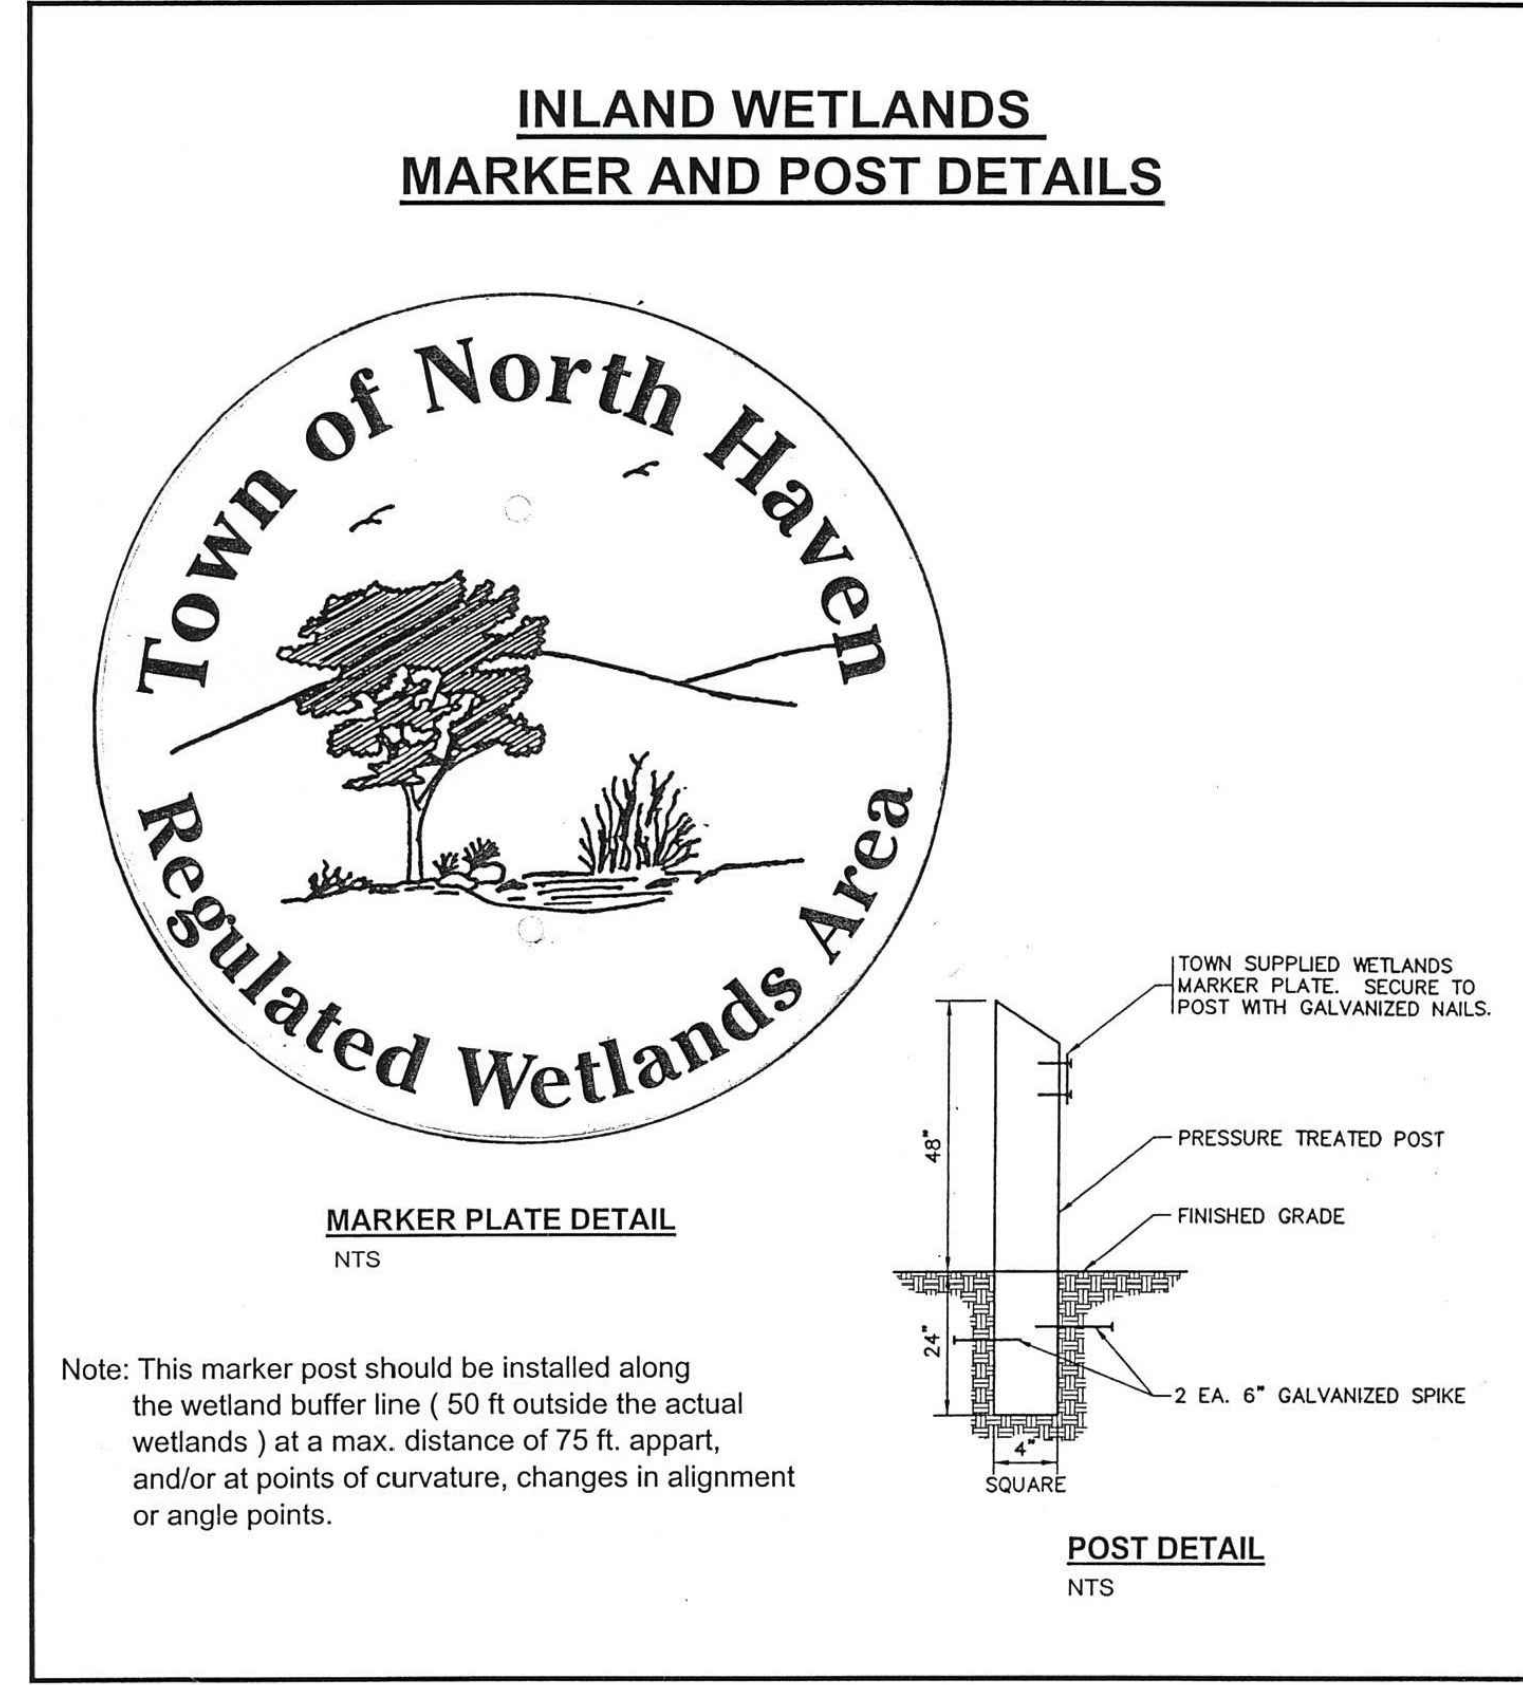 INLAND WETLANDS
MARKER AND POST DETAILS
Town of North Haven
Regulated Wetlands Area
MARKER PLATE DETAIL
NTS
Note: This marker post should be installed along
the wetland buffer line ( 50 ft outside the actual
wetlands ) at a max. distance of 75 ft. appart,
and/or at points of curvature, changes in alignment
or angle points.
TOWN SUPPLIED WETLANDS
MARKER PLATE. SECURE TO
POST WITH GALVANIZED NAILS.
48"
PRESSURE TREATED POST
FINISHED GRADE
24"
2 EA. 6" GALVANIZED SPIKE
4"
SQUARE
POST DETAIL
NTS